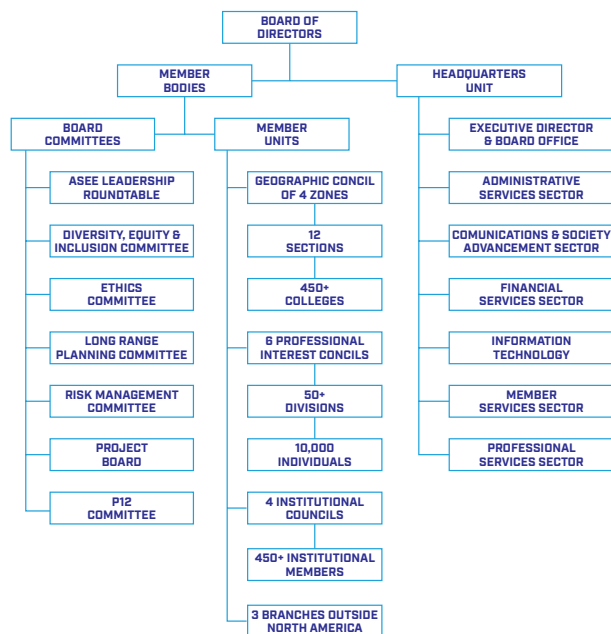 BOARD OF
DIRECTORS
MEMBER
BODIES
HEADQUARTERS
UNIT
BOARD
COMMITTEES
MEMBER
UNITS
EXECUTIVE DIRECTOR
& BOARD OFFICE
ASEE LEADERSHIP
ROUNDTABLE
GEOGRAPHIC CONCIL
OF 4 ZONES
ADMINISTRATIVE
SERVICES SECTOR
DIVERSITY, EQUITY &
INCLUSION COMMITTEE
12
SECTIONS
COMUNICATIONS & SOCIETY
ADVANCEMENT SECTOR
ETHICS
COMMITTEE
450+
COLLEGES
FINANCIAL
SERVICES SECTOR
LONG RANGE
PLANNING COMMITTEE
6 PROFESSIONAL
INTEREST CONCILS
INFORMATION
TECHNOLOGY
RISK MANAGEMENT
COMMITTEE
50+
DIVISIONS
MEMBER
SERVICES SECTOR
PROJECT
BOARD
10,000
INDIVIDUALS
PROFESSIONAL
SERVICES SECTOR
P12
COMMITTEE
4 INSTITUTIONAL
COUNCILS
450+ INSTITUTIONAL
MEMBERS
3 BRANCHES OUTSIDE
NORTH AMERICA